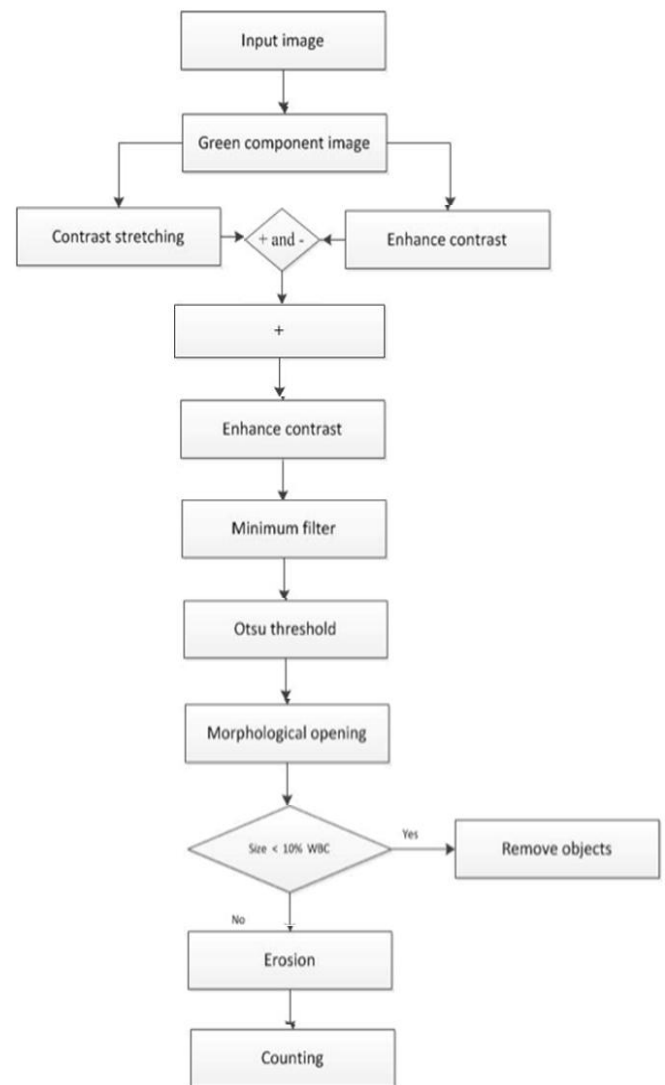 Input image
Green component image
Contrast stretching
+ and -
Enhance contrast
+
Enhance contrast
Minimum filter
Otsu threshold
Morphological opening
Size < 10% WBC
Yes
Remove objects
No
Erosion
Counting